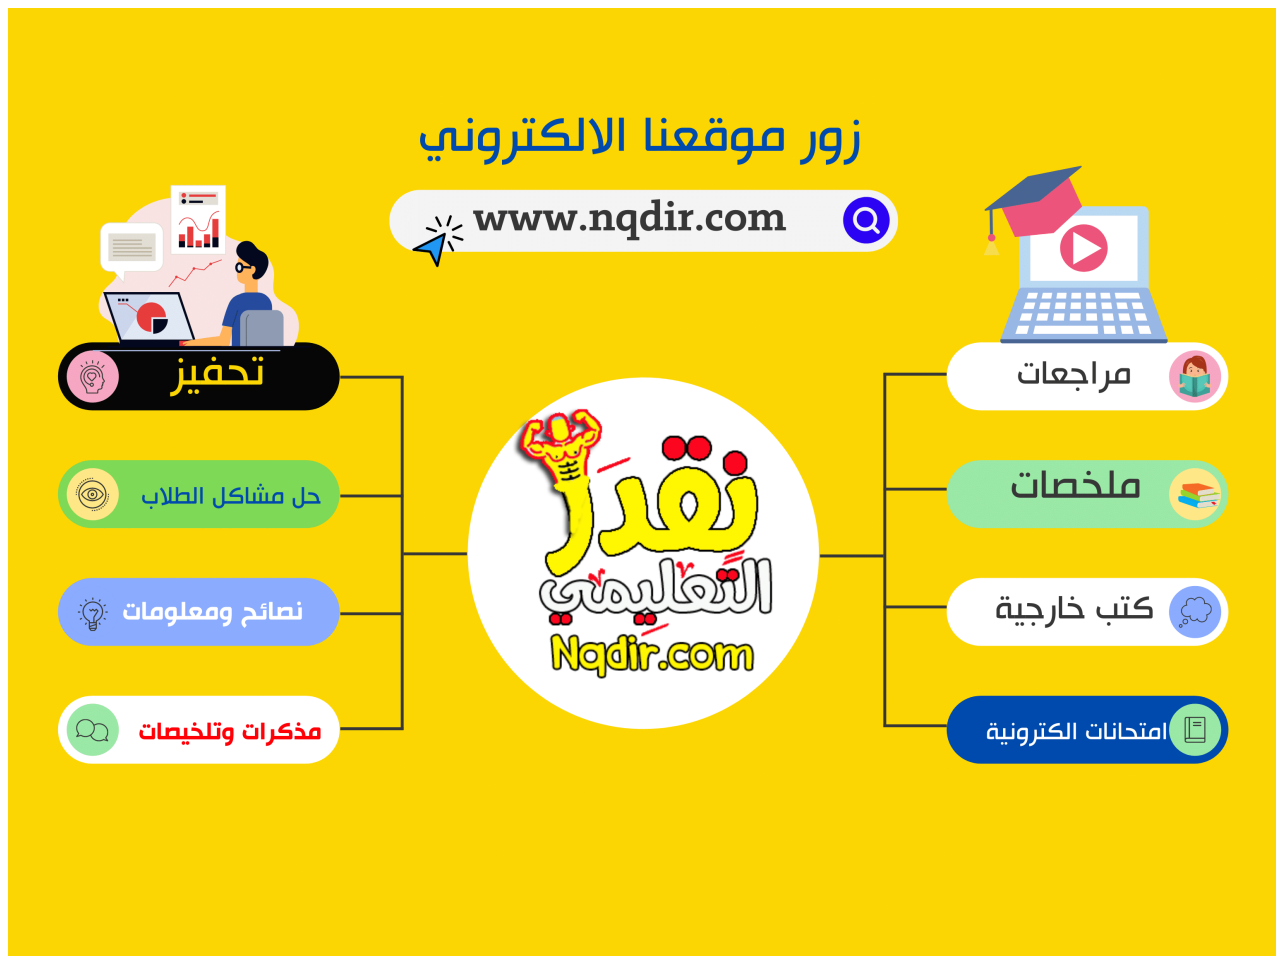 زور موقعنا الالكتروني
www.nqdir.com
مراجعات
ملخصات
كتب خارجية
امتحانات الكترونية
نقدر
التعليمي
Nqdir.com
تحفيز
حل مشاكل الطلاب
نصائح ومعلومات
مذكرات وتلخيصات